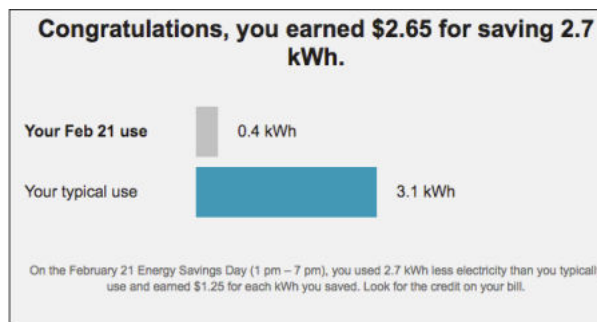 Congratulations, you earned $2.65 for saving 2.7
kWh.
Your Feb 21 use
0.4 kWh
Your typical use
3.1 kWh
On the February 21 Energy Savings Day (1 pm – 7 pm), you used 2.7 kWh less electricity than you typically
use and earned $1.25 for each kWh you saved. Look for the credit on your bill.